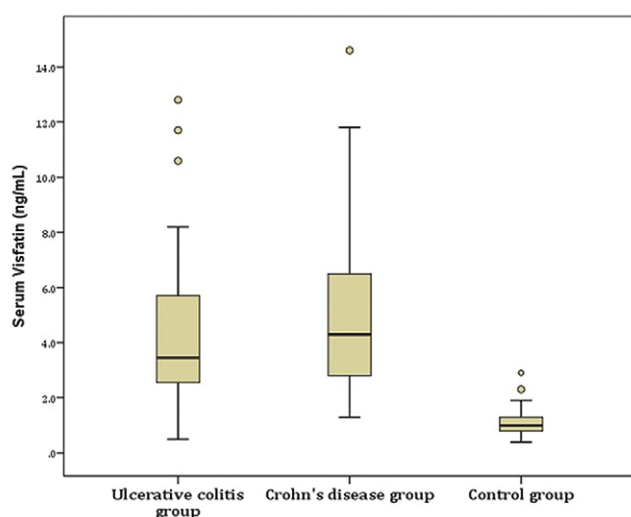 Serum Visfatin (ng/mL)
14.0
12.0
10.0
8.0
6.0
4.0
2.0
.0
Ulcerative colitis
group
Crohn's disease group
Control group